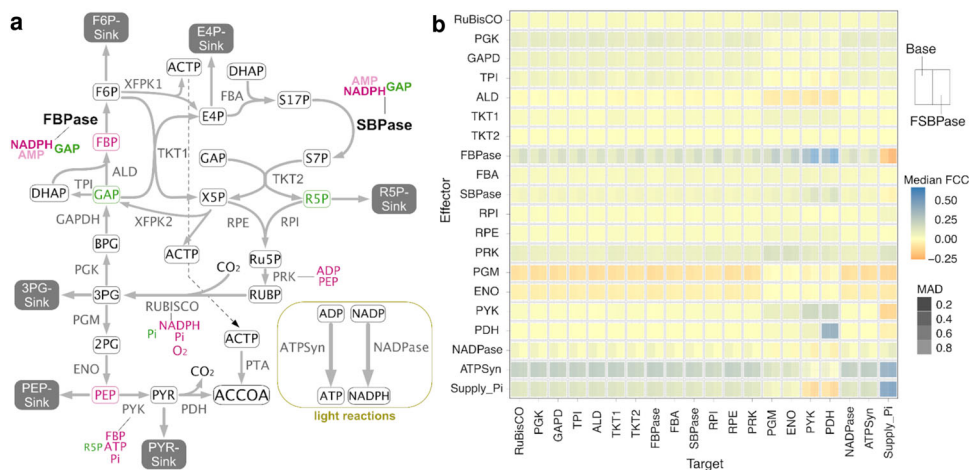 a
F6P-
Sink
E4P-
Sink
ACTP
DHAP
XFPK1
FBA
F6P
E4P
S17P
AMP
NADPH GAP
SBPase
FBPase
NADPH
AMP
GAP
FBP
ALD
TPI
DHAP
GAP
TKT1
GAP
S7P
TKT2
X5P
R5P
R5P-
Sink
XFPK2
RPE
RPI
GAPDH
BPG
ACTP
Ru5P
CO2
PRK
ADP
PEP
PGK
3PG-
Sink
3PG
RUBP
RUBISCO
Pi
NADPH
Pi
O2
PGM
2PG
ENO
ACTP
PTA
ADP
NADP
ATPSyn
NADPase
ATP
NADPH
light reactions
CO2
PEP-
Sink
PEP
PYR
PDH
ACCOA
PYK
R5P
FBP
ATP
Pi
PYR-
Sink
b
Effector
RuBisCO
PGK
GAPD
TPI
ALD
TKT1
TKT2
FBPase
FBA
SBPase
RPI
RPE
PRK
PGM
ENO
PYK
PDH
NADPase
ATPSyn
Supply_Pi
RuBisCO
PGK
GAPD
TPI
ALD
TKT1
TKT2
FBPase
FBA
SBPase
RPI
RPE
PRK
PGM
ENO
PYK
PDH
NADPase
ATPSyn
Supply_Pi
Target
Base
FSBPase
Median FCC
0.50
0.25
0.00
−0.25
MAD
0.2
0.4
0.6
0.8